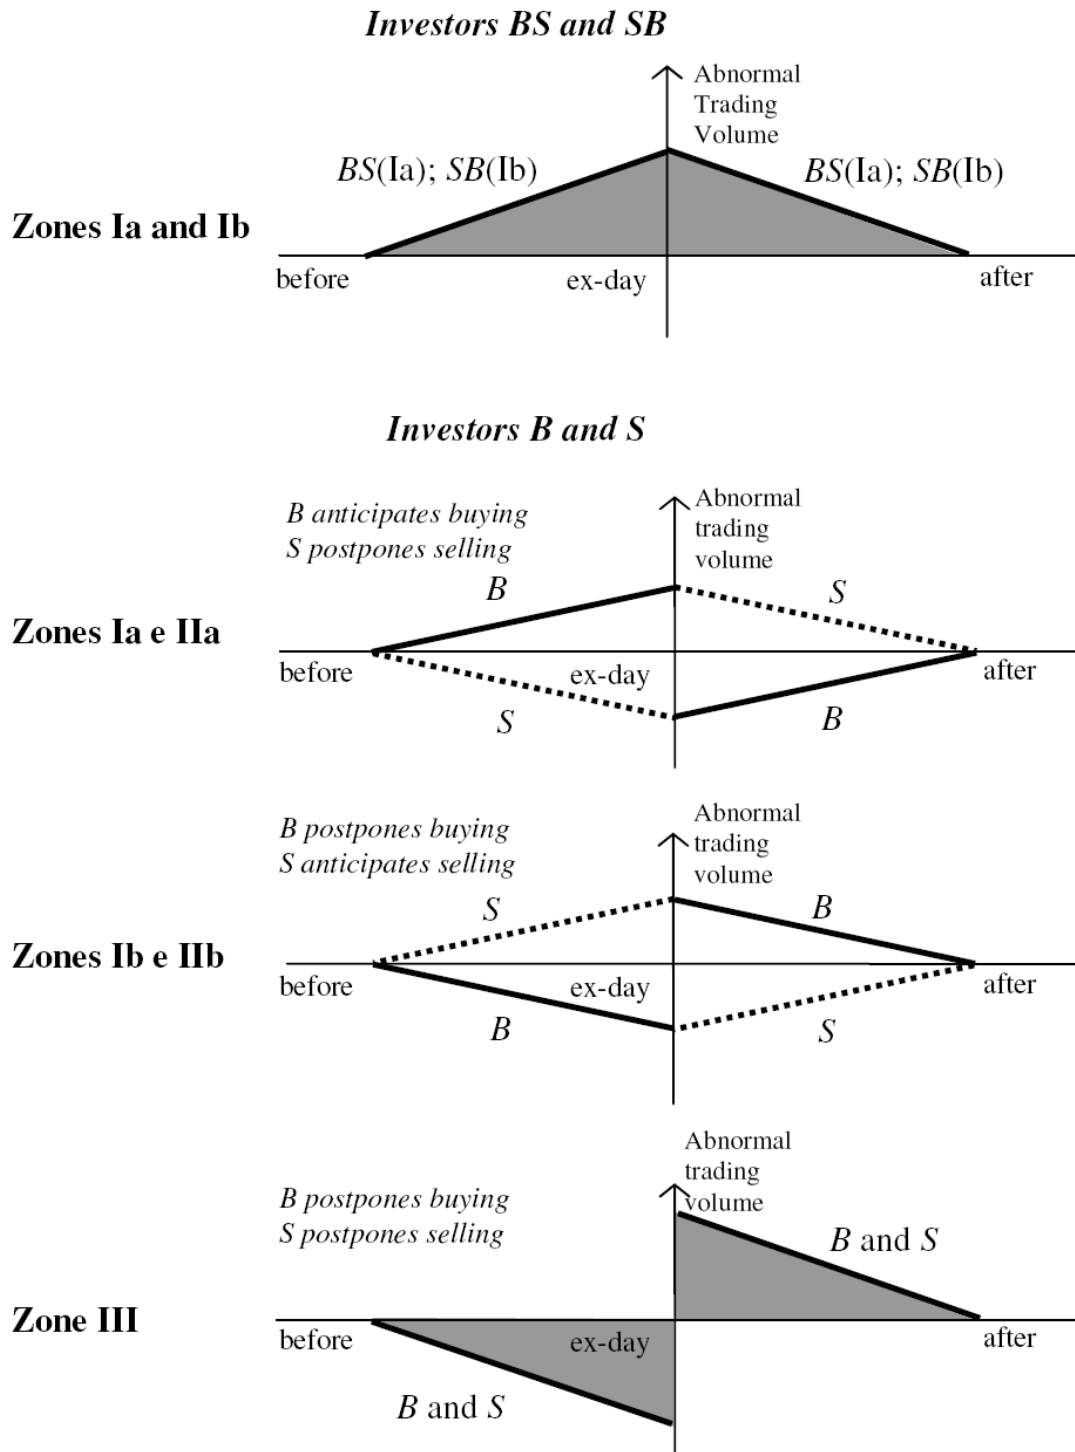 Investors BS and SB
Abnormal
Trading
Volume
BS(Ia); SB(Ib)
BS(Ia); SB(Ib)
Zones Ia and Ib
before
ex-day
after
Investors B and S
B anticipates buying
S postpones selling
Abnormal
trading
volume
B
S
Zones Ia e IIa
before
ex-day
after
S
B
B postpones buying
S anticipates selling
Abnormal
trading
volume
S
B
Zones Ib e IIb
before
ex-day
after
B
S
Abnormal
trading
volume
B postpones buying
S postpones selling
B and S
Zone III
before
ex-day
after
B and S